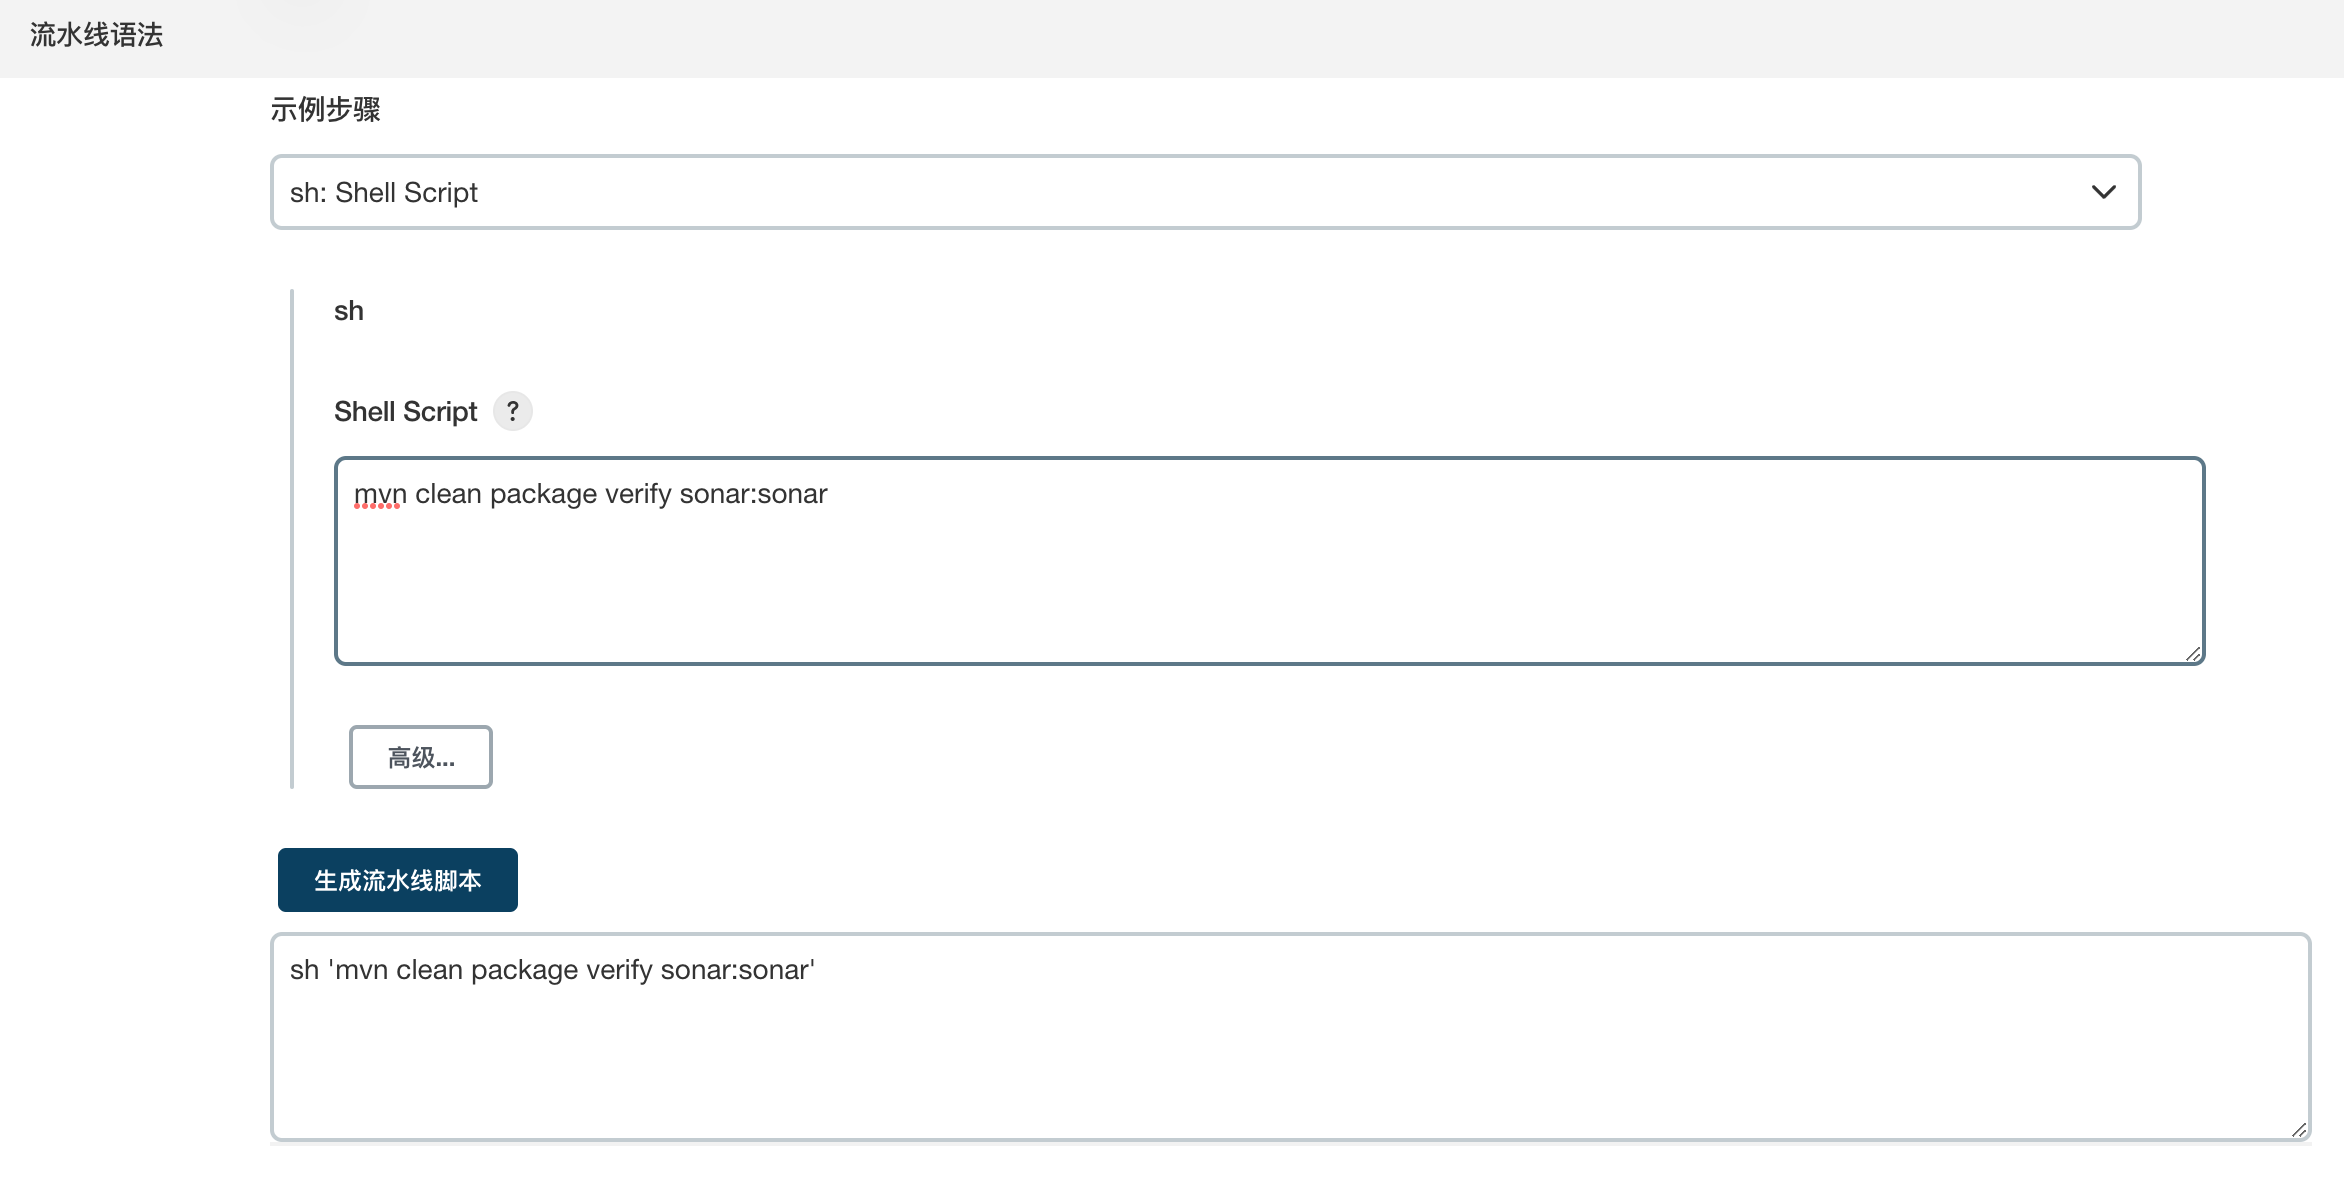 流水线语法
示例步骤
sh: Shell Script
sh
Shell Script ?
mvn clean package verify sonar:sonar
高级...
生成流水线脚本
sh 'mvn clean package verify sonar:sonar'